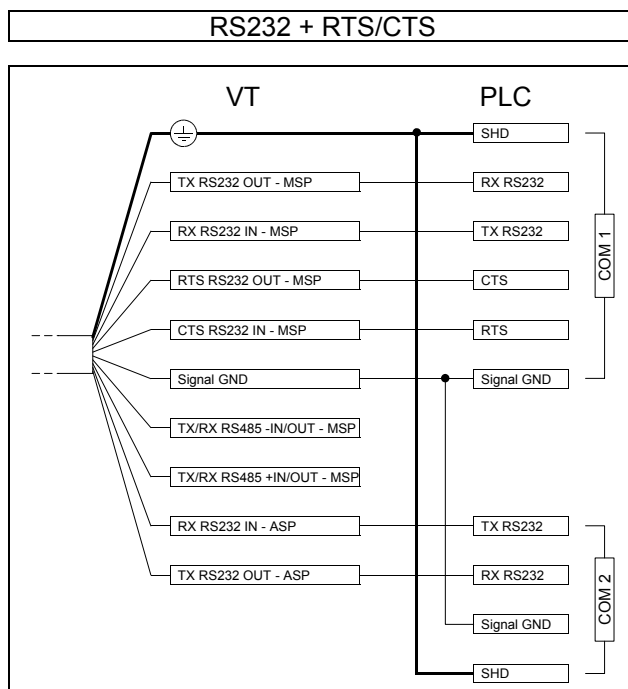 RS232 + RTS/CTS
VT PLC
SHD
TX RS232 OUT - MSP RX RS232
RX RS232 IN - MSP TX RS232
RTS RS232 OUT - MSP CTS
CTS RS232 IN - MSP RTS
Signal GND Signal GND
COM 1
TX/RX RS485 -IN/OUT - MSP
TX/RX RS485 +IN/OUT - MSP
RX RS232 IN - ASP TX RS232
TX RS232 OUT - ASP RX RS232
Signal GND
SHD
COM 2